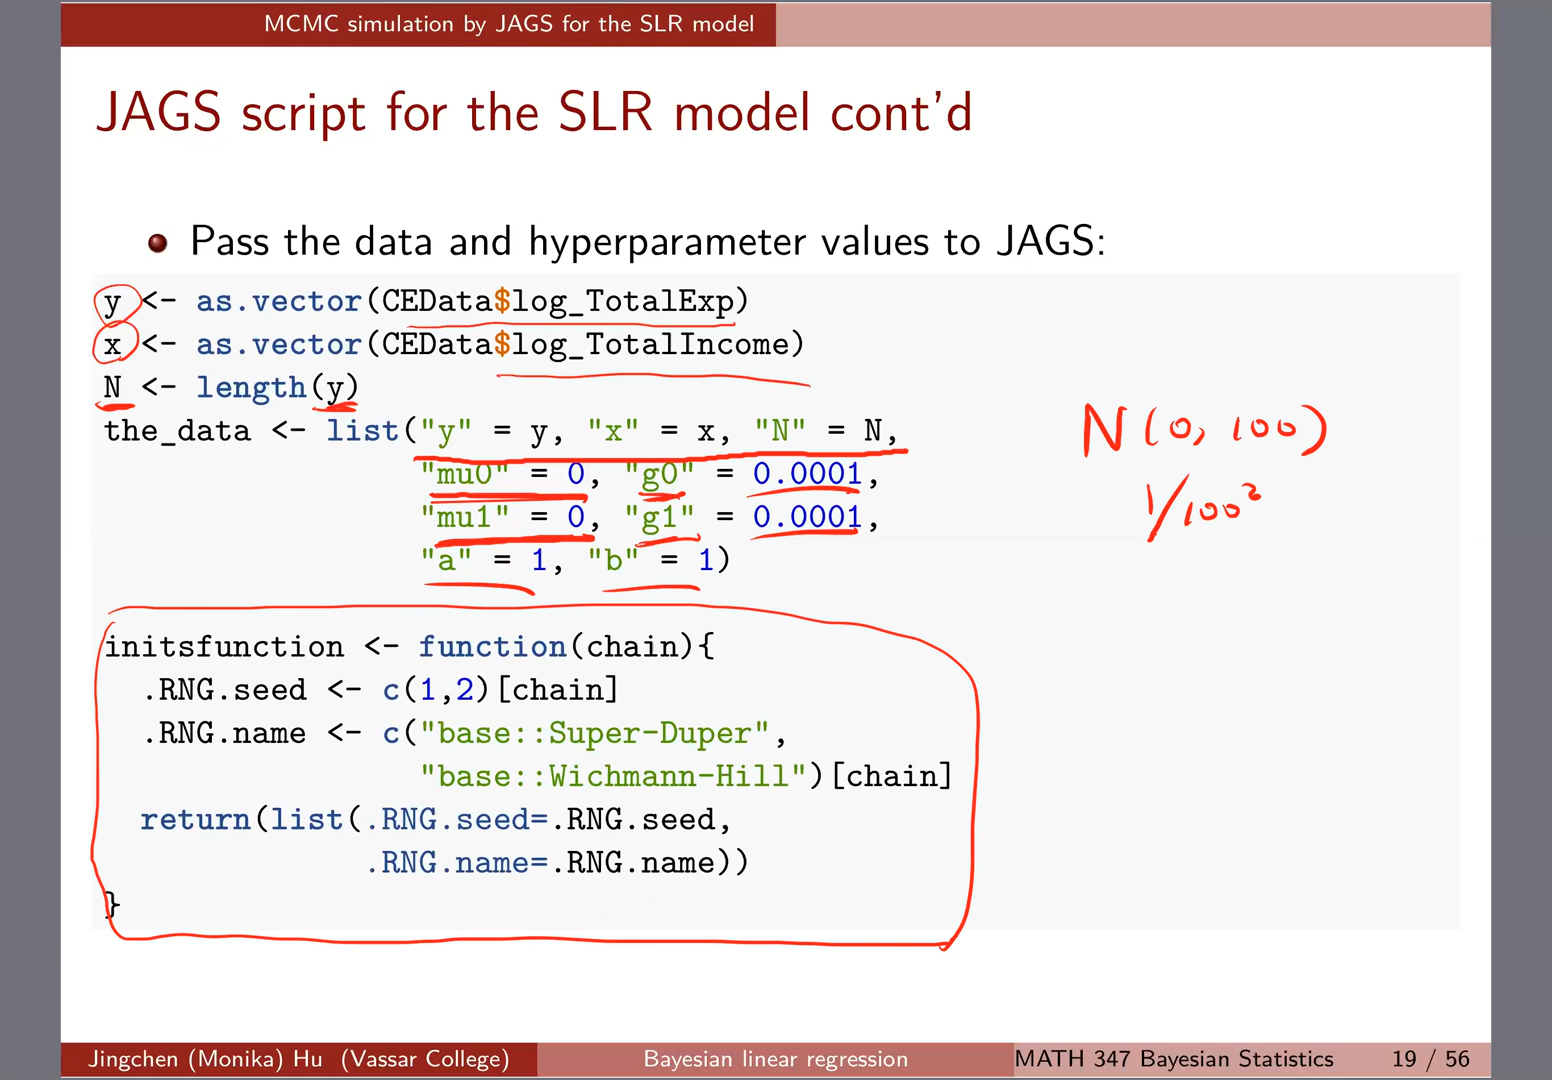 MCMC simulation by JAGS for the SLR model
JAGS script for the SLR model cont'd
Pass the data and hyperparameter values to JAGS:
y <- as.vector(CEData$log_TotalExp)
x <- as.vector(CEData$log_TotalIncome)
N <- length(y)
the_data <- list("y" = y, "x" = x, "N" = N,
"mu0" = 0, "g0" = 0.0001,
"mu1" = 0, "g1" = 0.0001,
"a" = 1, "b" = 1)
N(0, 100)
1/100²
initsfunction <- function(chain){
.RNG.seed <- c(1,2)[chain]
.RNG.name <- c("base::Super-Duper",
"base::Wichmann-Hill")[chain]
return(list(.RNG.seed=.RNG.seed,
.RNG.name=.RNG.name))
}
Jingchen (Monika) Hu (Vassar College)
Bayesian linear regression
MATH 347 Bayesian Statistics
19 / 56